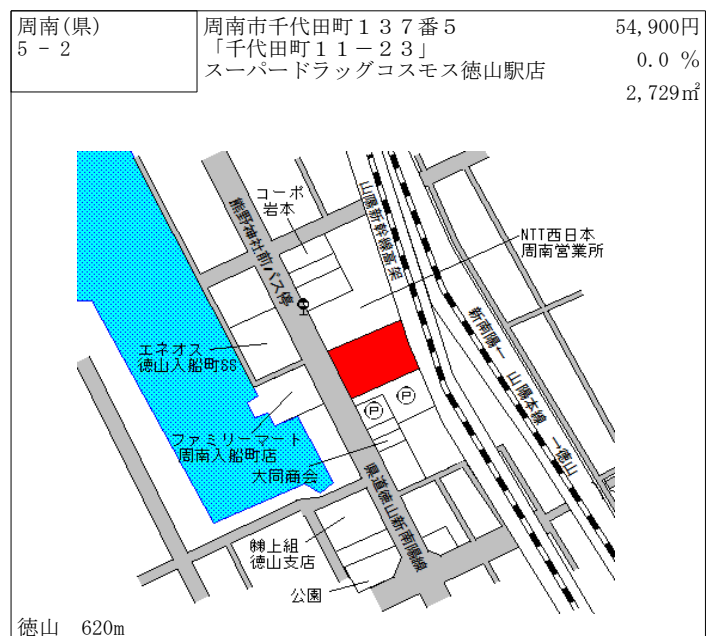 周南(県)
5 - 2
周南市千代田町137番5
「千代田町11-23」
スーパードラッグコスモス徳山駅店
54,900円
0.0 %
2,729㎡
コーポ
岩本
熊野神社前バス停
山陽新幹線高架
NTT西日本
周南営業所
エネオス
徳山入船町SS
新南陽← 山陽本線 →徳山
P
P
ファミリーマート
周南入船町店
大同商会
県道徳山新南陽線
㈱上組
徳山支店
公園
徳山 620m